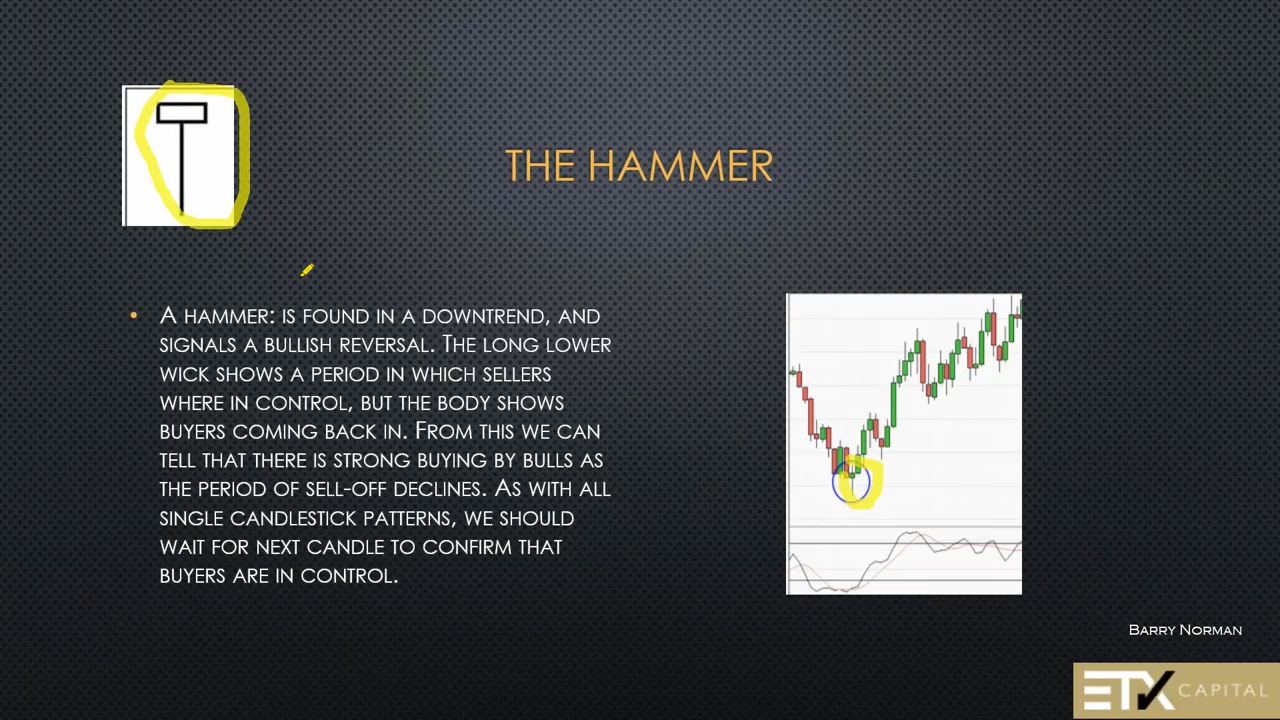 THE HAMMER
• A HAMMER: IS FOUND IN A DOWNTREND, AND
SIGNALS A BULLISH REVERSAL. THE LONG LOWER
WICK SHOWS A PERIOD IN WHICH SELLERS
WHERE IN CONTROL, BUT THE BODY SHOWS
BUYERS COMING BACK IN. FROM THIS WE CAN
TELL THAT THERE IS STRONG BUYING BY BULLS AS
THE PERIOD OF SELL-OFF DECLINES. AS WITH ALL
SINGLE CANDLESTICK PATTERNS, WE SHOULD
WAIT FOR NEXT CANDLE TO CONFIRM THAT
BUYERS ARE IN CONTROL.
BARRY NORMAN
ETX CAPITAL